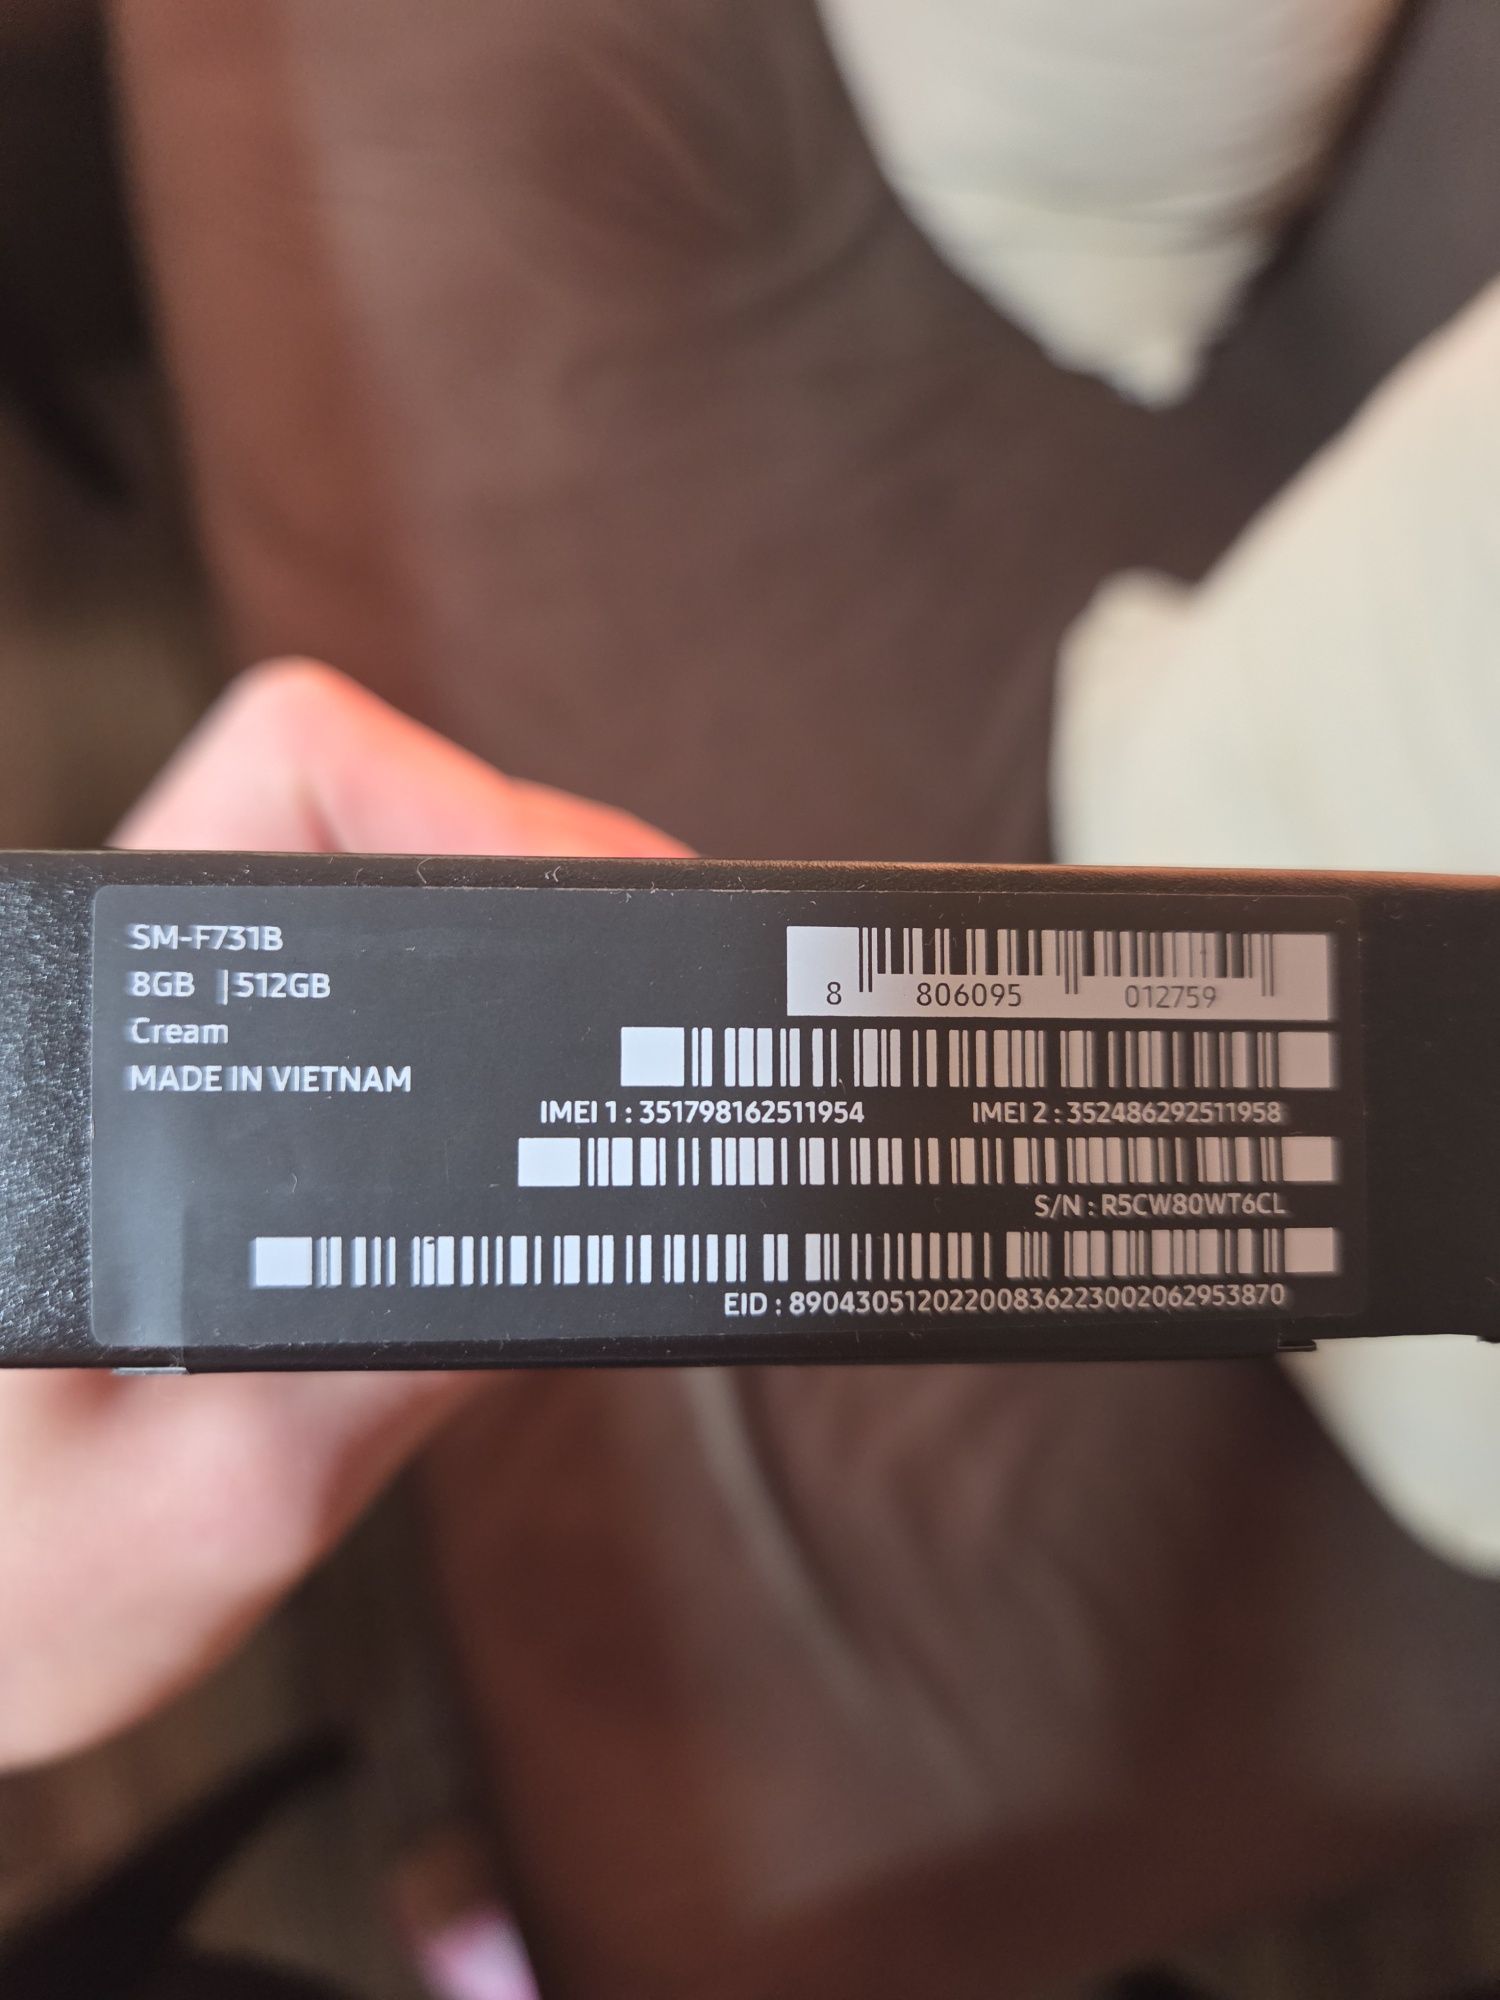 SM-F731B
8GB | 512GB
Cream
MADE IN VIETNAM
8 806095 012759
IMEI 1 : 351798162511954 IMEI 2 : 352486292511958
S/N : R5CW80WT6CL
EID : 89043051202200836223002062953870